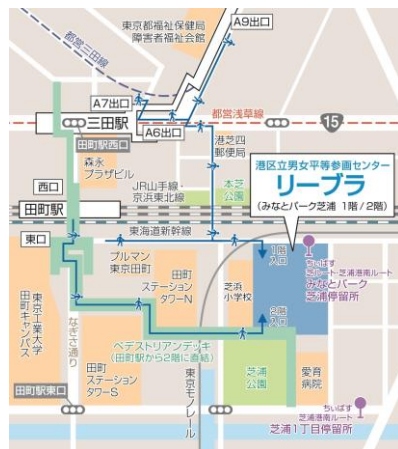 東京都福祉保健局
障害者福祉会館
A9出口
都営三田線
A7出口
都営浅草線
15
三田駅
A6出口
田町駅西口
森永
プラザビル
港芝四
郵便局
港区立男女平等参画センター
リーブラ
(みなとパーク芝浦 1階/2階)
西口
JR山手線・
京浜東北線
本芝
公園
田町駅
東海道新幹線
東口
プルマン
東京田町
田町
ステーション
タワーN
芝浜
小学校
1階
入口
ちぃばす
芝ルート・芝浦港南ルート
みなとパーク
芝浦停留所
東京工業大学
田町キャンパス
なぎさ通り
2階
入口
ペデストリアンデッキ
(田町駅から2階に直結)
田町
ステーション
タワーS
東京モノレール
芝浦
公園
愛育
病院
田町駅東口
ちぃばす
芝浦港南ルート
芝浦1丁目停留所